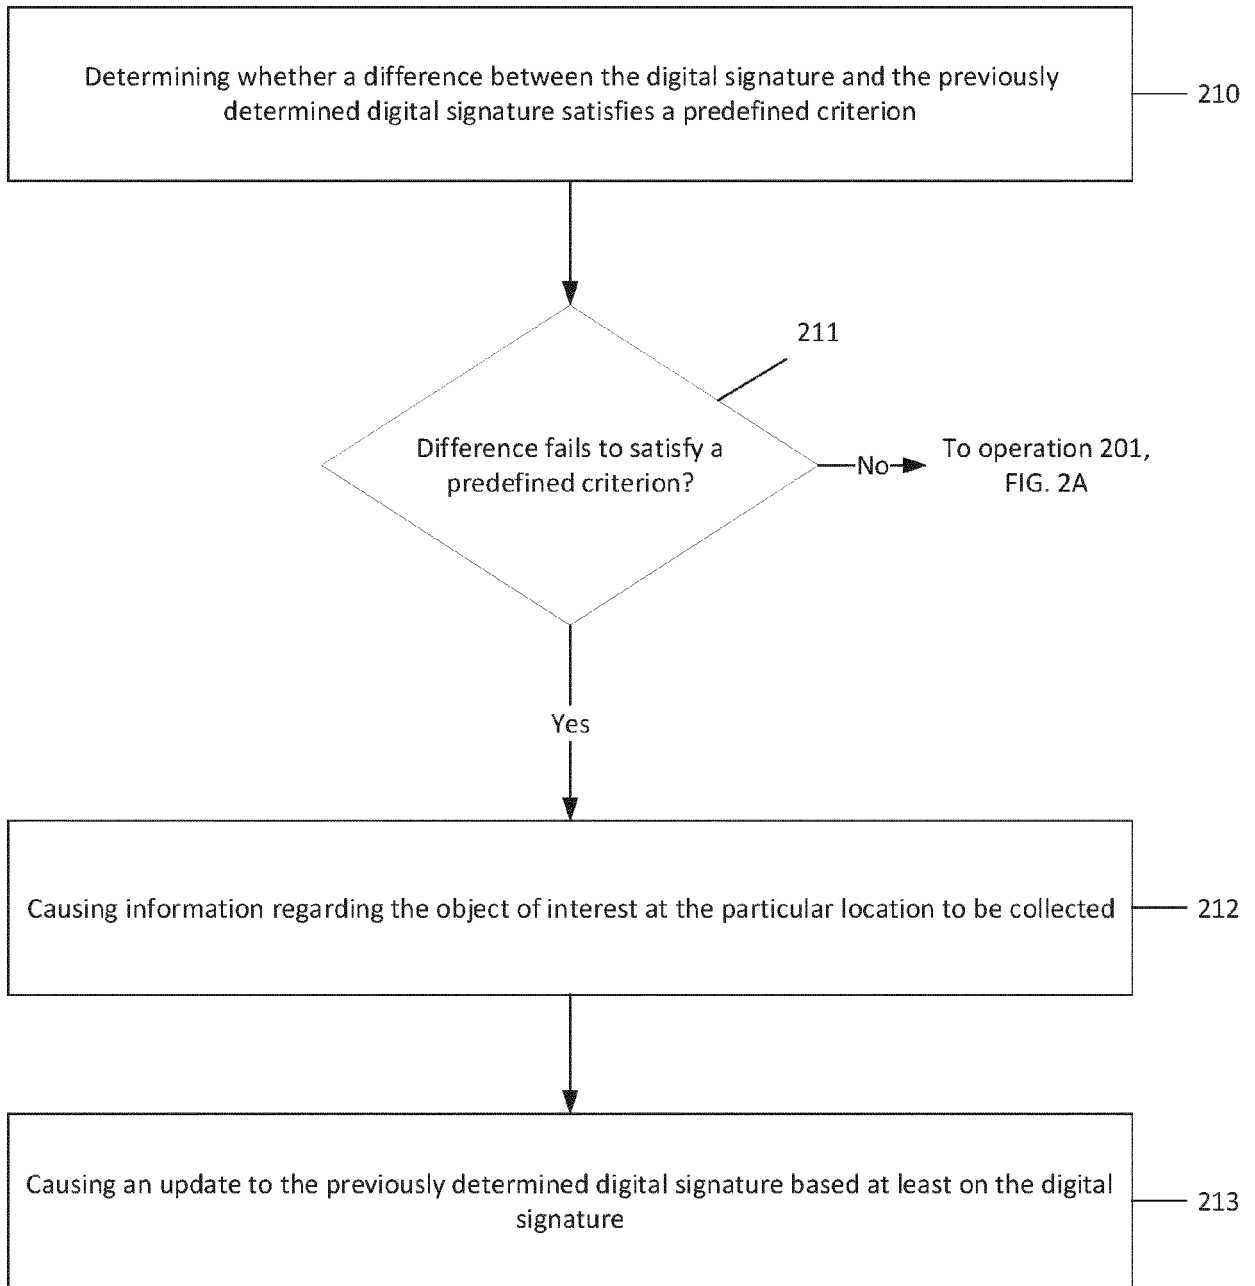 Determining whether a difference between the digital signature and the previously
determined digital signature satisfies a predefined criterion
210
211
Difference fails to satisfy a
predefined criterion?
No
To operation 201,
FIG. 2A
Yes
Causing information regarding the object of interest at the particular location to be collected
212
Causing an update to the previously determined digital signature based at least on the digital
signature
213